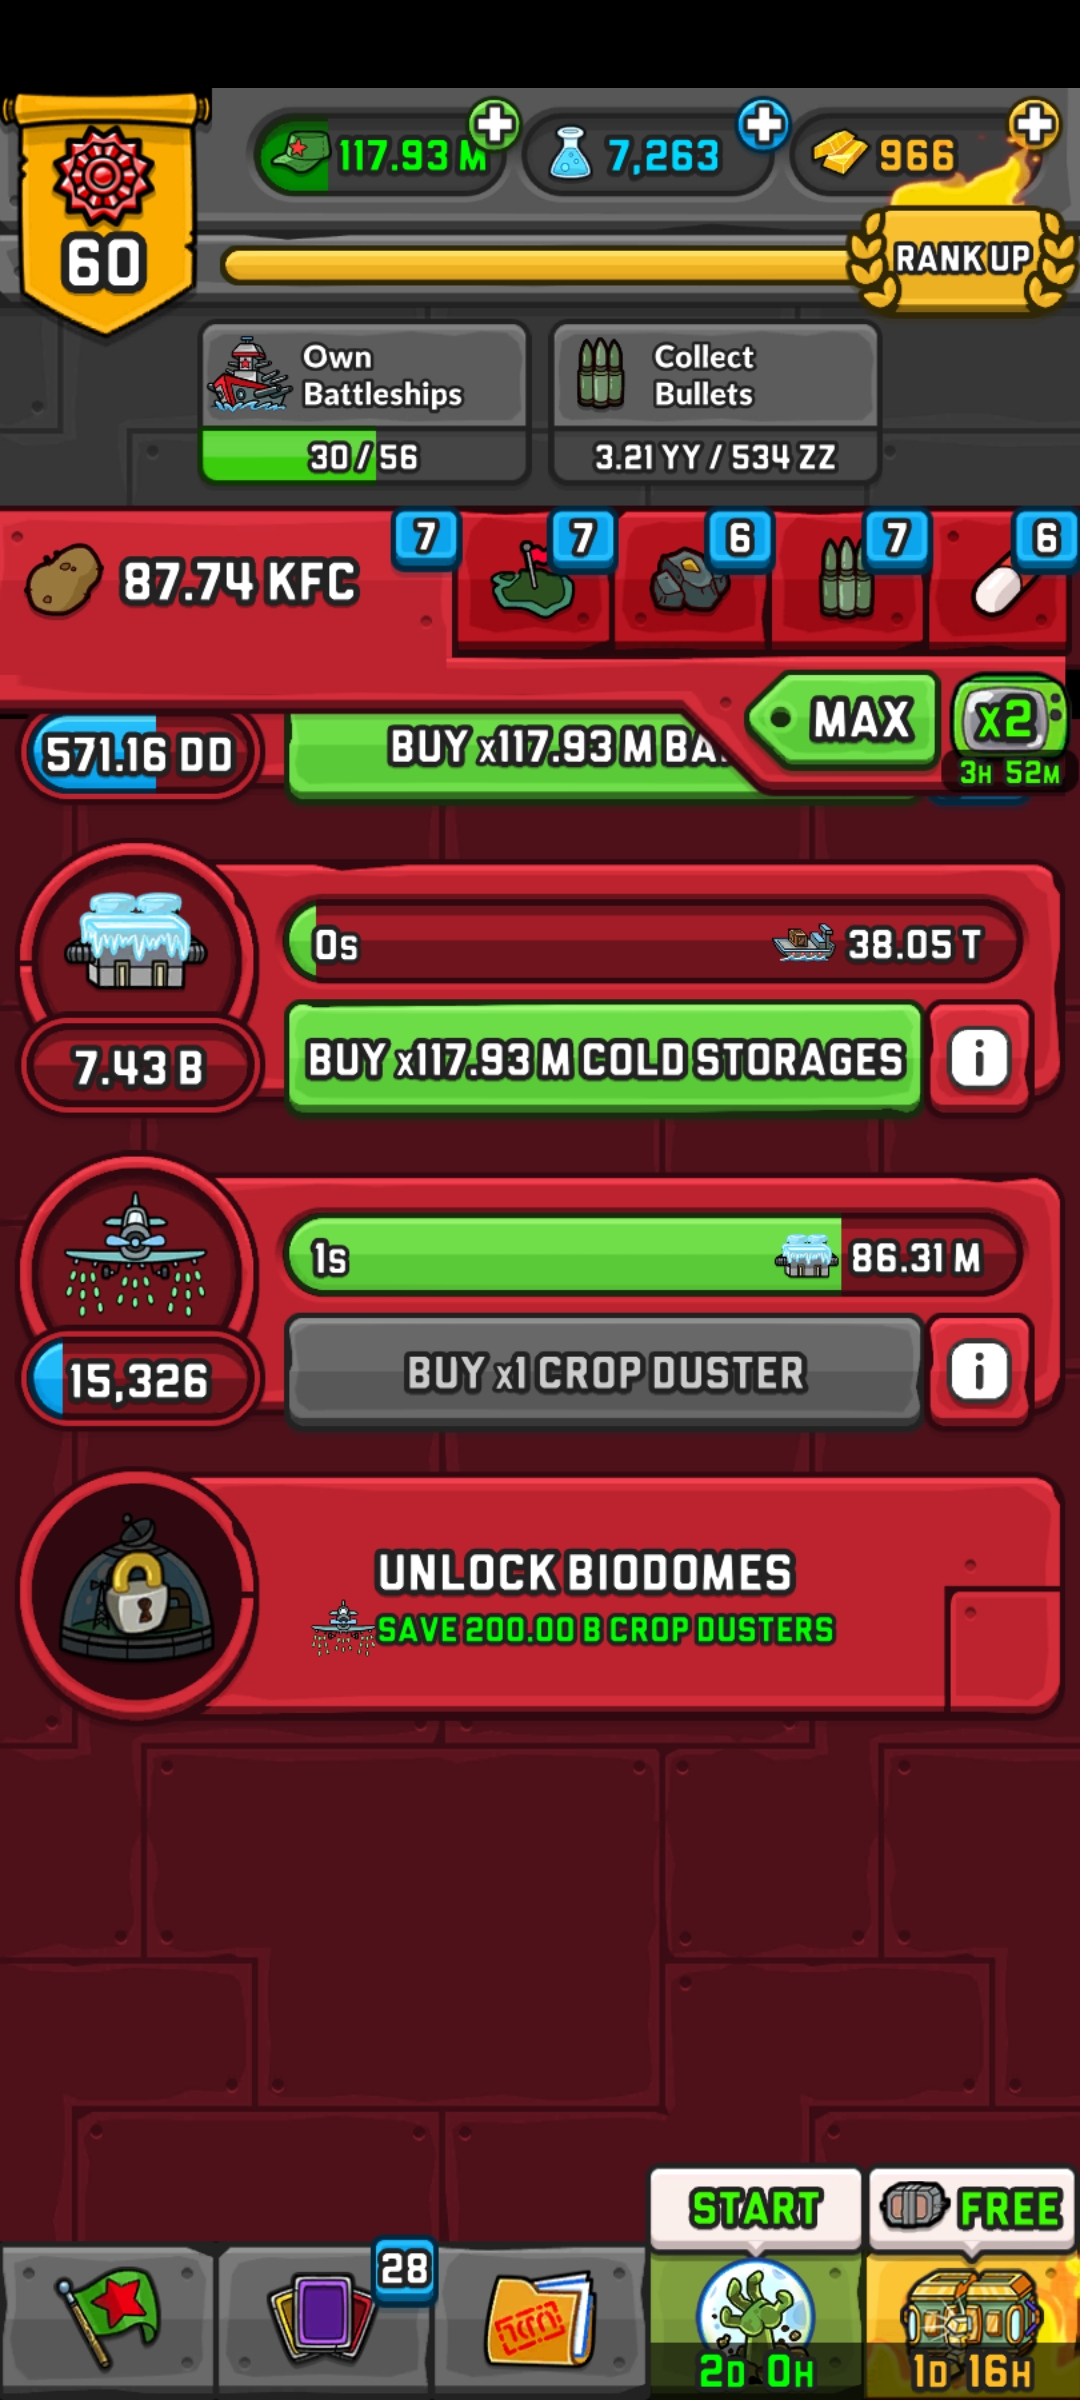 117.93 M
7,263
966
60
RANK UP
Own
Battleships
30 / 56
Collect
Bullets
3.21 YY / 534 ZZ
87.74 KFC
7
7
6
7
6
MAX
x2
3H 52M
571.16 DD
BUY x117.93 M BA
0s
38.05 T
7.43 B
BUY x117.93 M COLD STORAGES
i
1s
86.31 M
15,326
BUY x1 CROP DUSTER
i
UNLOCK BIODOMES
SAVE 200.00 B CROP DUSTERS
START
FREE
28
2D 0H
1D 16H